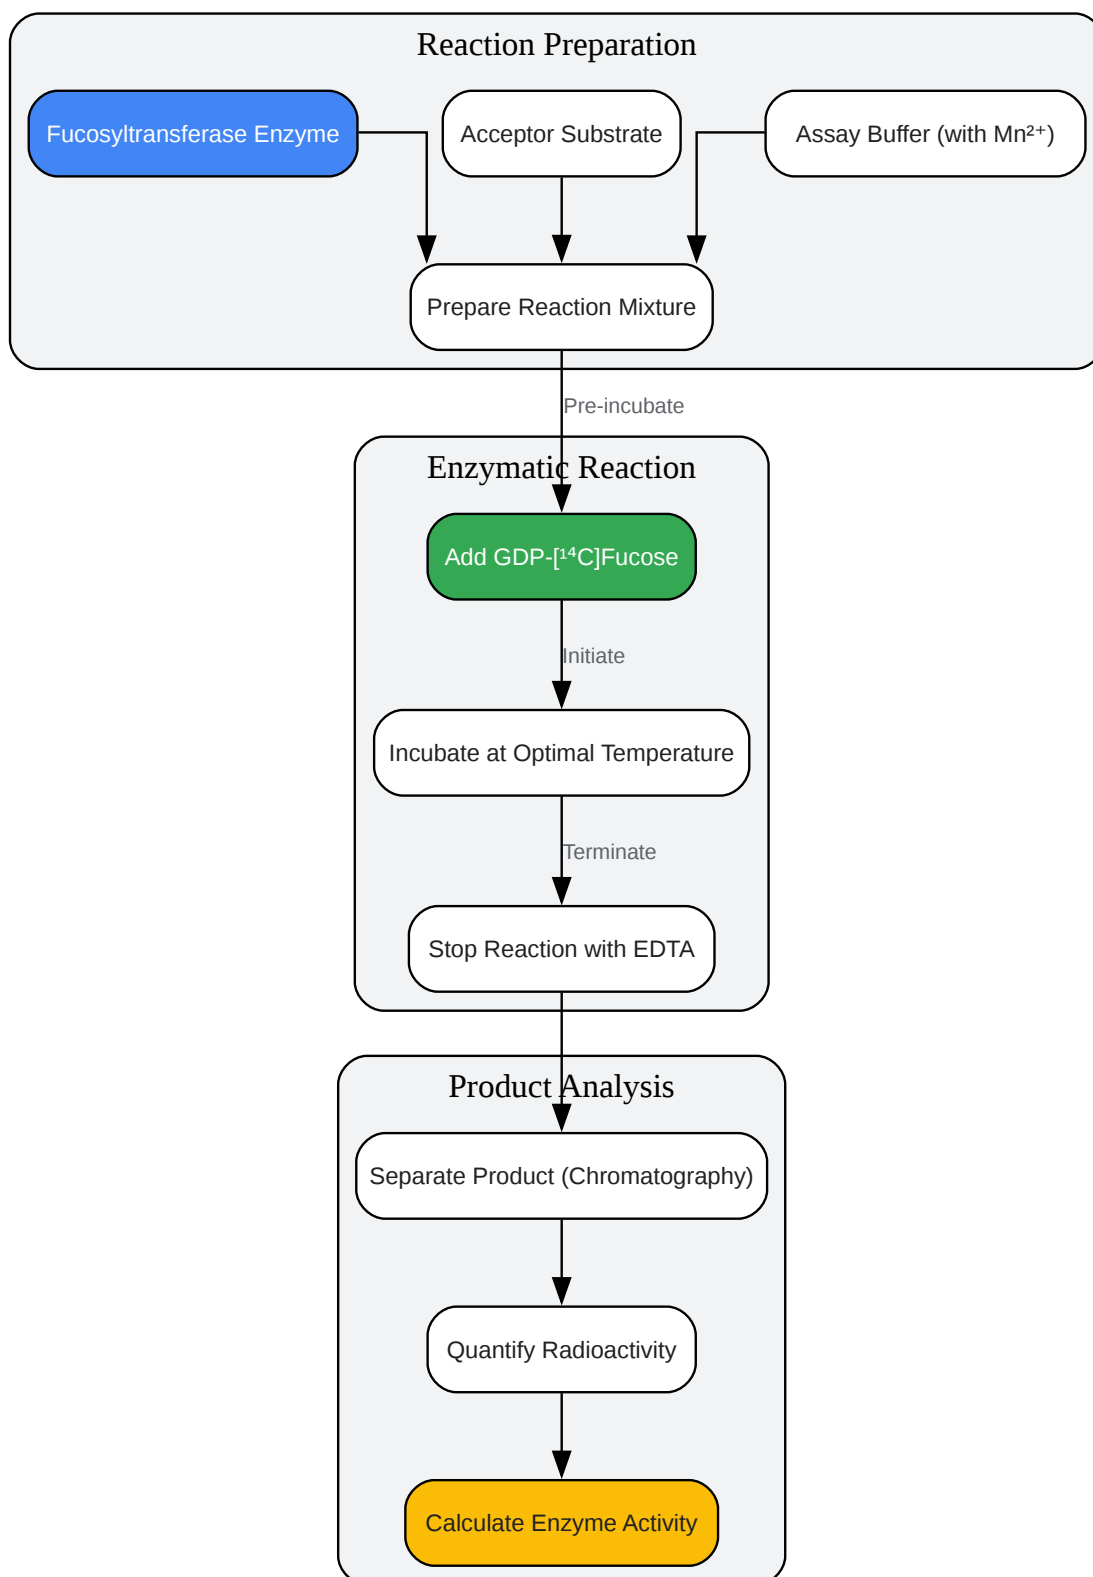 Reaction Preparation
Fucosyltransferase Enzyme
Acceptor Substrate
Assay Buffer (with Mn²⁺)
Prepare Reaction Mixture
Pre-incubate
Enzymatic Reaction
Add GDP-[¹⁴C]Fucose
Initiate
Incubate at Optimal Temperature
Terminate
Stop Reaction with EDTA
Product Analysis
Separate Product (Chromatography)
Quantify Radioactivity
Calculate Enzyme Activity